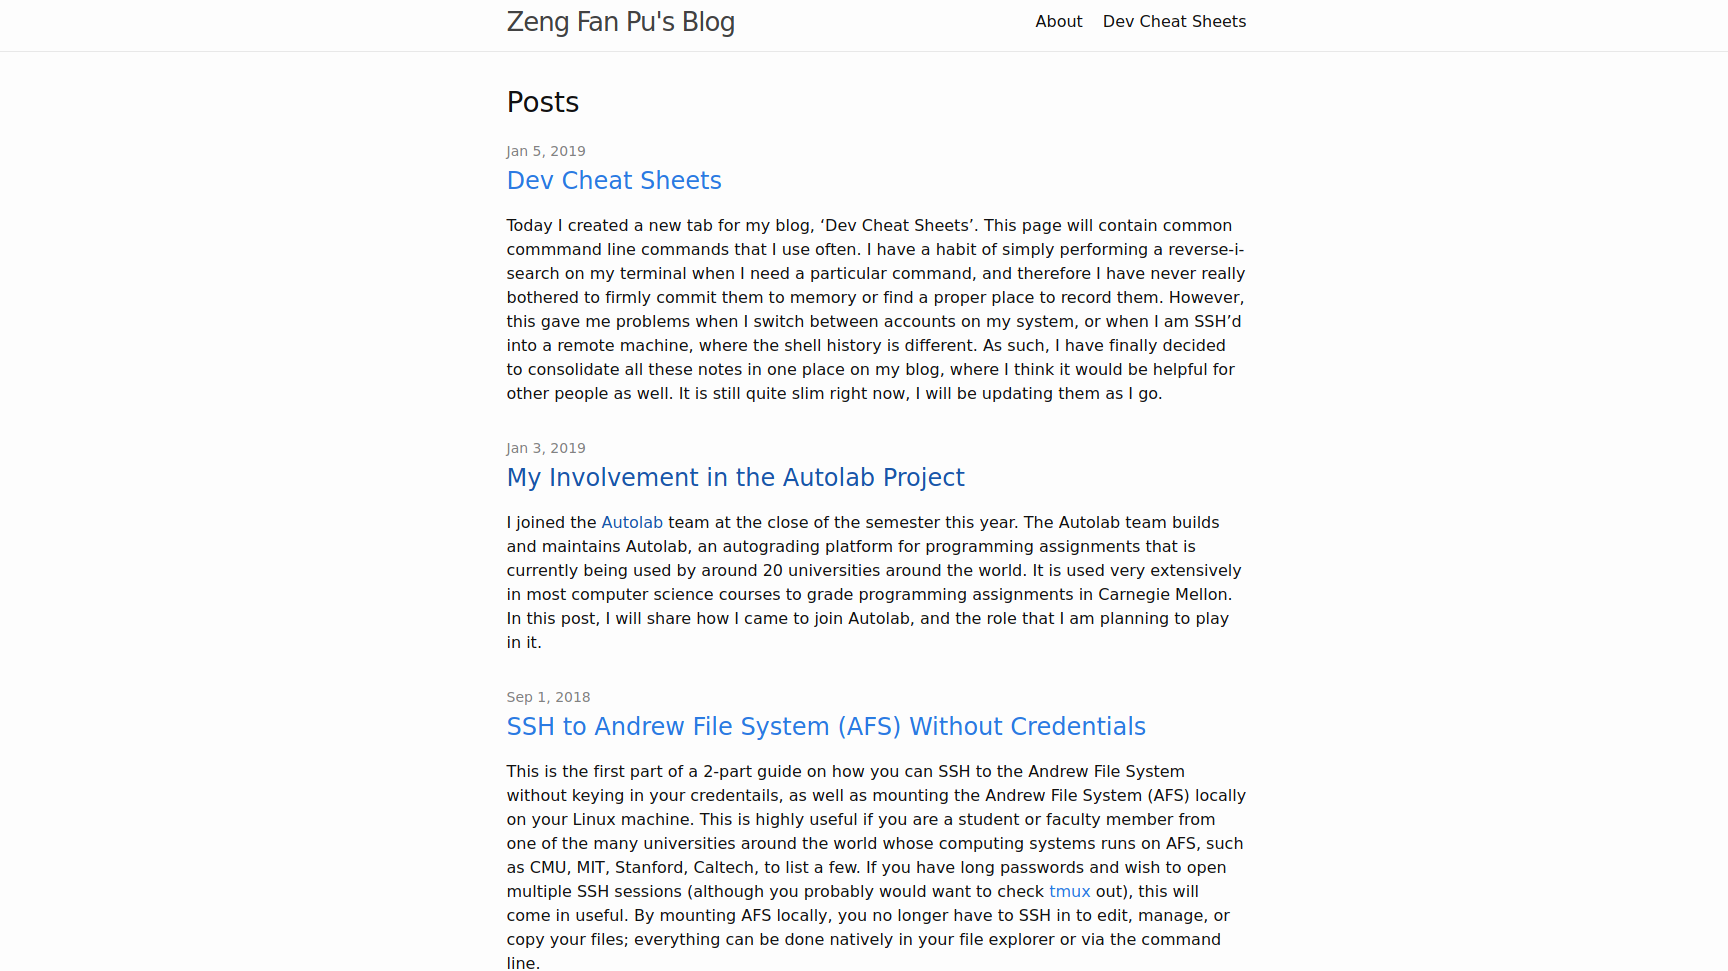 Zeng Fan Pu's Blog
About
Dev Cheat Sheets
Posts
Jan 5, 2019
Dev Cheat Sheets
Today I created a new tab for my blog, ‘Dev Cheat Sheets’. This page will contain common
commmand line commands that I use often. I have a habit of simply performing a reverse-i-
search on my terminal when I need a particular command, and therefore I have never really
bothered to firmly commit them to memory or find a proper place to record them. However,
this gave me problems when I switch between accounts on my system, or when I am SSH’d
into a remote machine, where the shell history is different. As such, I have finally decided
to consolidate all these notes in one place on my blog, where I think it would be helpful for
other people as well. It is still quite slim right now, I will be updating them as I go.
Jan 3, 2019
My Involvement in the Autolab Project
I joined the Autolab team at the close of the semester this year. The Autolab team builds
and maintains Autolab, an autograding platform for programming assignments that is
currently being used by around 20 universities around the world. It is used very extensively
in most computer science courses to grade programming assignments in Carnegie Mellon.
In this post, I will share how I came to join Autolab, and the role that I am planning to play
in it.
Sep 1, 2018
SSH to Andrew File System (AFS) Without Credentials
This is the first part of a 2-part guide on how you can SSH to the Andrew File System
without keying in your credentails, as well as mounting the Andrew File System (AFS) locally
on your Linux machine. This is highly useful if you are a student or faculty member from
one of the many universities around the world whose computing systems runs on AFS, such
as CMU, MIT, Stanford, Caltech, to list a few. If you have long passwords and wish to open
multiple SSH sessions (although you probably would want to check tmux out), this will
come in useful. By mounting AFS locally, you no longer have to SSH in to edit, manage, or
copy your files; everything can be done natively in your file explorer or via the command
line.